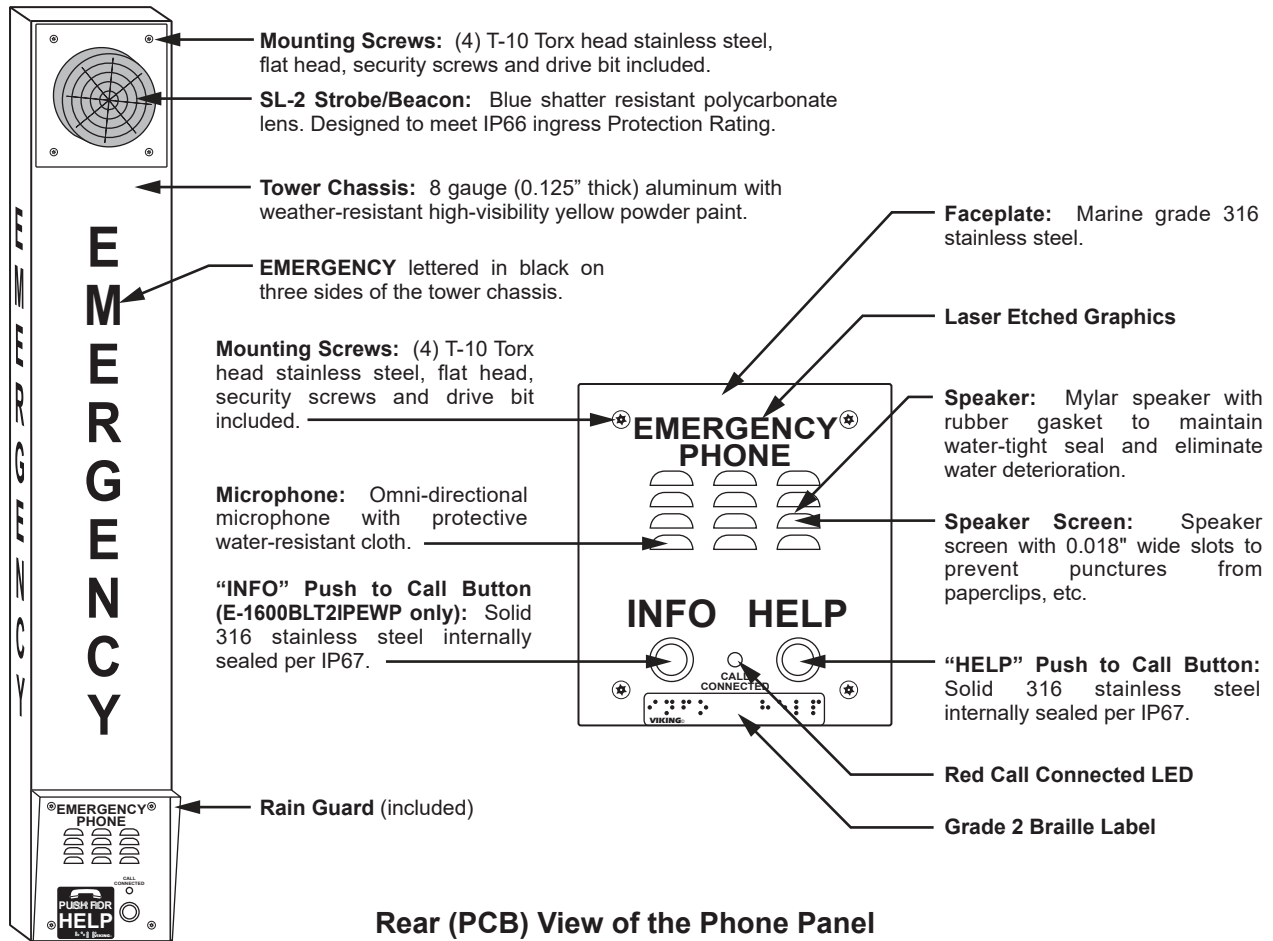 Mounting Screws: (4) T-10 Torx head stainless steel,
flat head, security screws and drive bit included.
SL-2 Strobe/Beacon: Blue shatter resistant polycarbonate
lens. Designed to meet IP66 ingress Protection Rating.
Tower Chassis: 8 gauge (0.125" thick) aluminum with
weather-resistant high-visibility yellow powder paint.
EMERGENCY lettered in black on
three sides of the tower chassis.
Mounting Screws: (4) T-10 Torx
head stainless steel, flat head,
security screws and drive bit
included.
Microphone: Omni-directional
microphone with protective
water-resistant cloth.
“INFO” Push to Call Button
(E-1600BLT2IPEWP only): Solid
316 stainless steel internally
sealed per IP67.
Rain Guard (included)
EMERGENCY
EMERGENCY
EMERGENCY
PHONE
CALL
CONNECTED
PUSH FOR
HELP
VIKING
EMERGENCY
PHONE
INFO HELP
CALL
CONNECTED
VIKING
Faceplate: Marine grade 316
stainless steel.
Laser Etched Graphics
Speaker: Mylar speaker with
rubber gasket to maintain
water-tight seal and eliminate
water deterioration.
Speaker Screen: Speaker
screen with 0.018" wide slots to
prevent punctures from
paperclips, etc.
“HELP” Push to Call Button:
Solid 316 stainless steel
internally sealed per IP67.
Red Call Connected LED
Grade 2 Braille Label
Rear (PCB) View of the Phone Panel